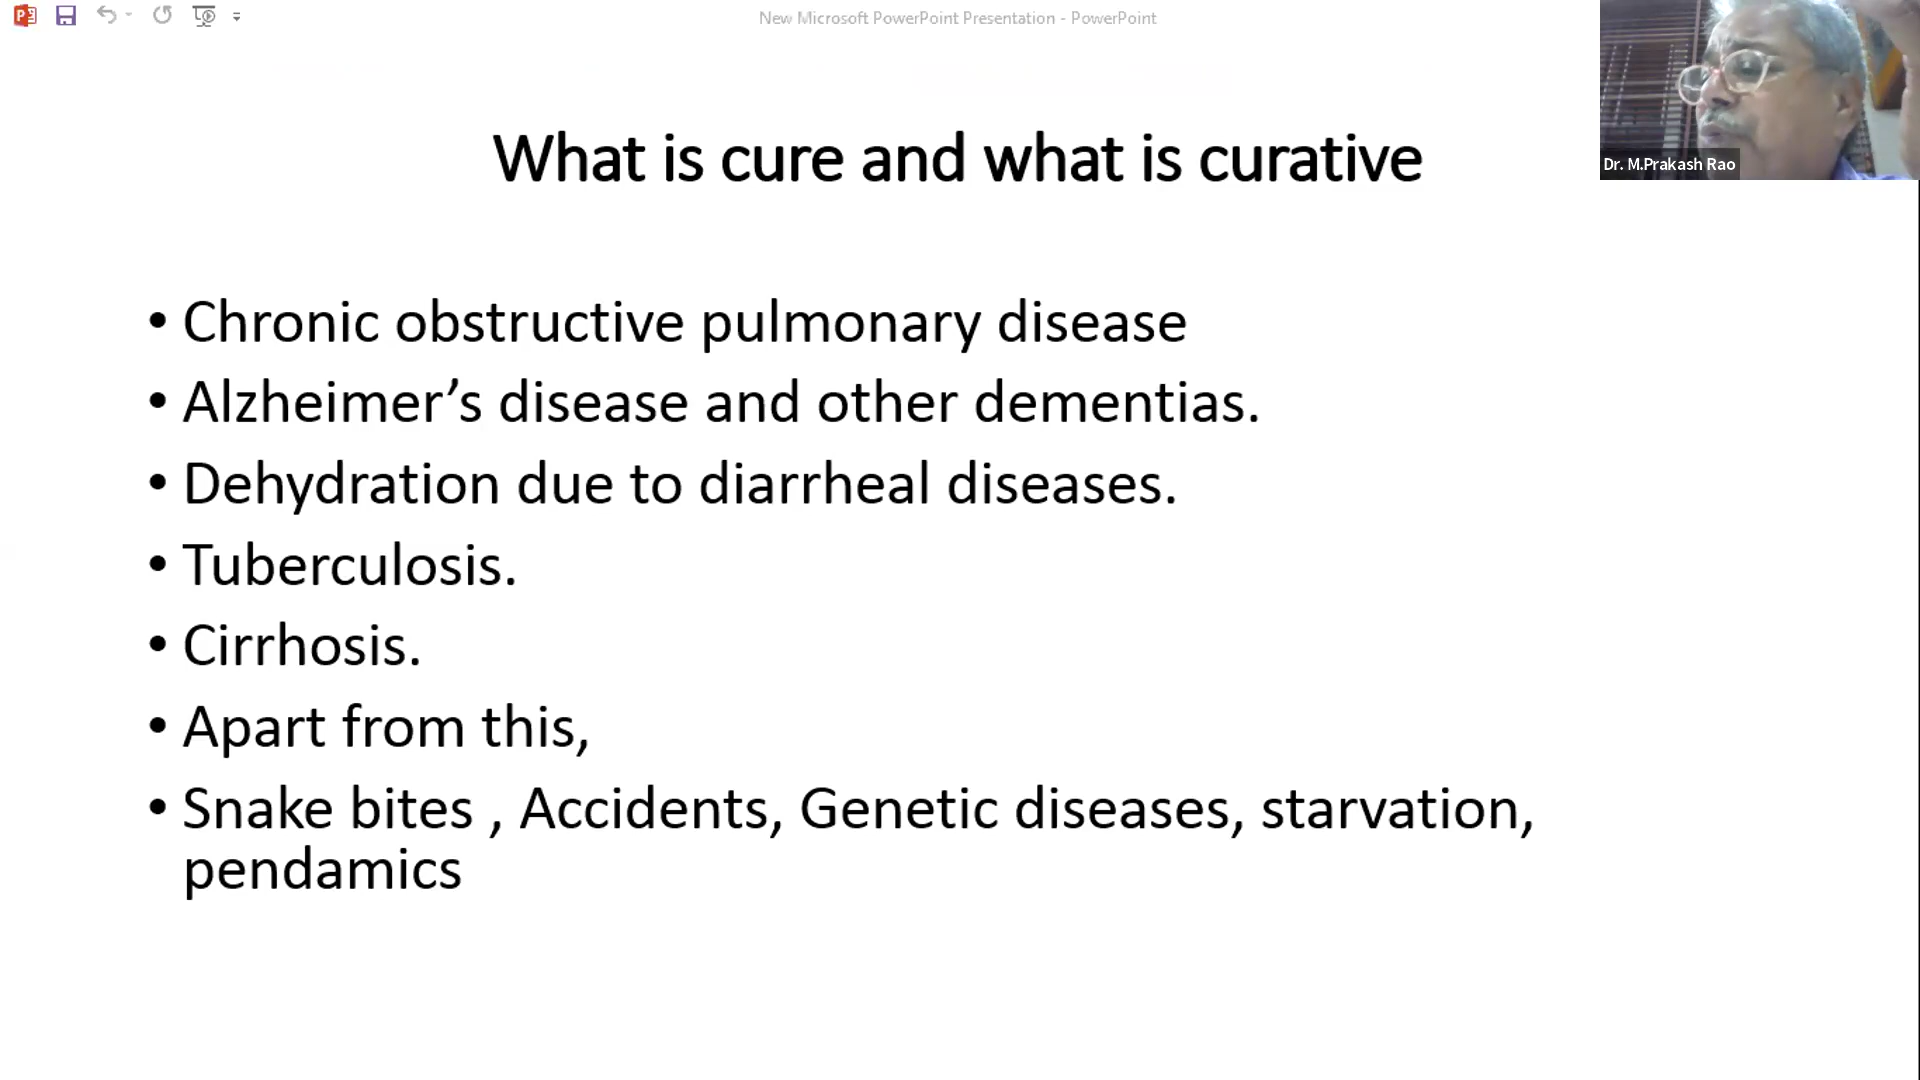 New Microsoft PowerPoint Presentation - PowerPoint
Dr. M.Prakash Rao
What is cure and what is curative
• Chronic obstructive pulmonary disease
• Alzheimer’s disease and other dementias.
• Dehydration due to diarrheal diseases.
• Tuberculosis.
• Cirrhosis.
• Apart from this,
• Snake bites , Accidents, Genetic diseases, starvation,
pendamics